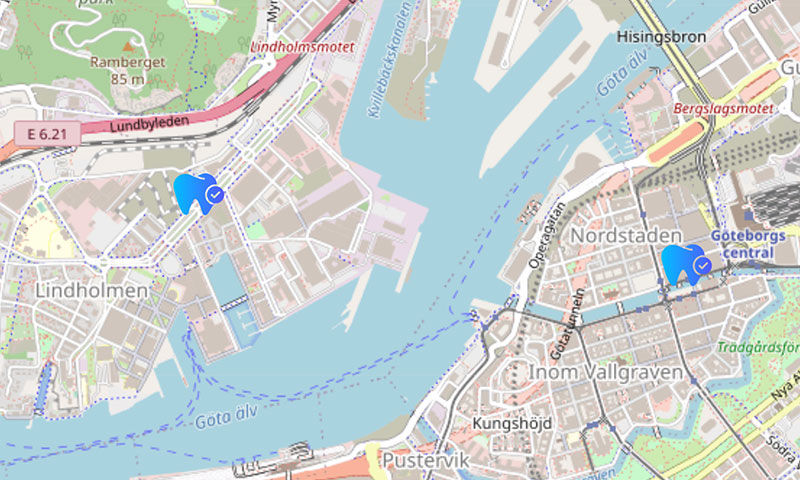 park
Ramberget
85 m
Lindholmsmotet
Kvillebäckskanalen
Hisingsbron
Göta älv
E 6.21
Lundbyleden
Bergslagsmotet
Operagatan
Nordstaden
Göteborgs
central
Lindholmen
Götatunneln
Trädgårdsför
Inom Vallgraven
Nya Al
Göta älv
Kungshöjd
Södra
Pustervik